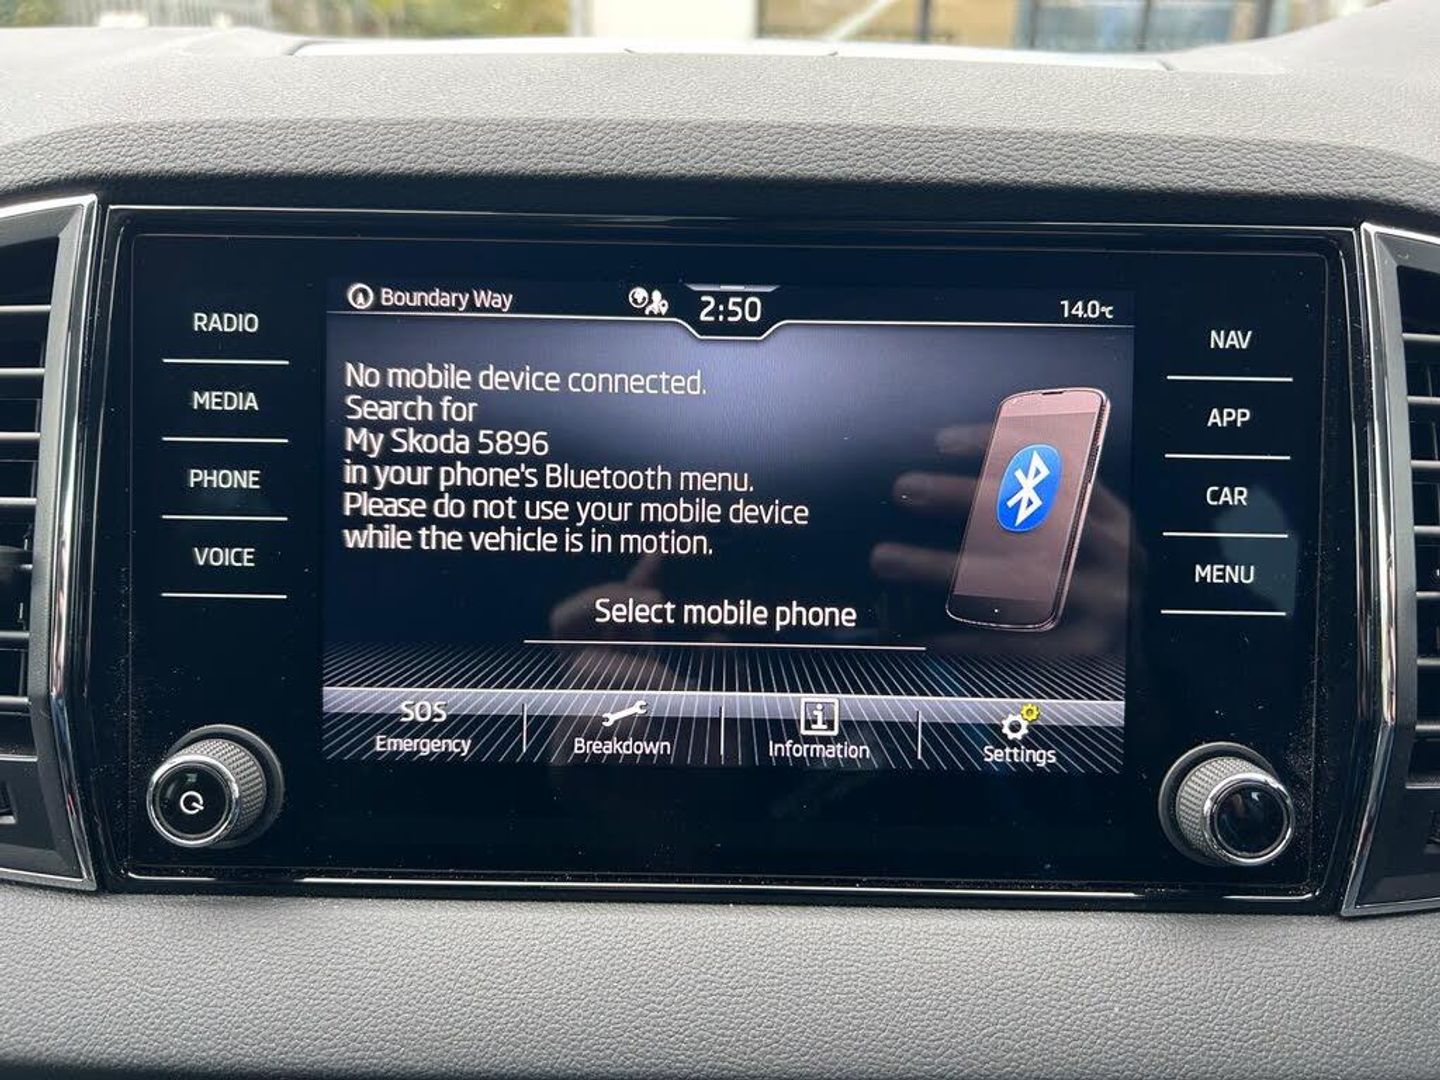 Boundary Way
2:50
14.0°C
RADIO
MEDIA
PHONE
VOICE
No mobile device connected.
Search for
My Skoda 5896
in your phone's Bluetooth menu.
Please do not use your mobile device
while the vehicle is in motion.
Select mobile phone
SOS
Emergency
Breakdown
Information
Settings
NAV
APP
CAR
MENU